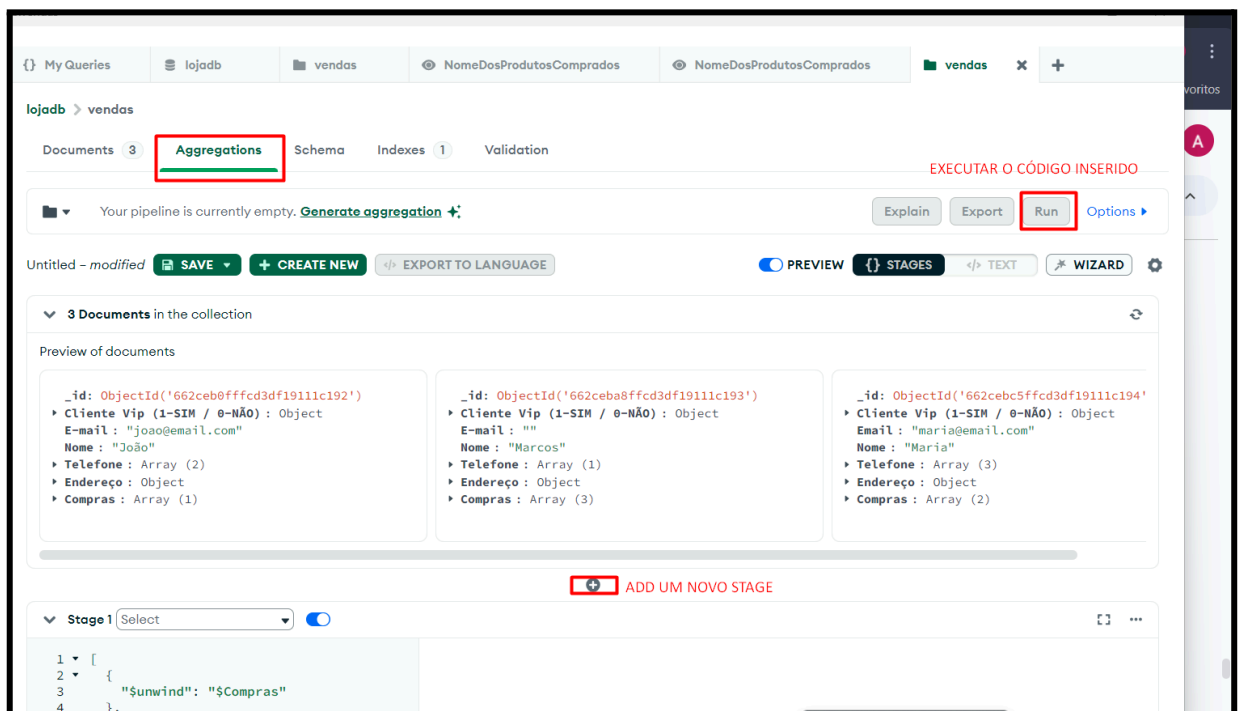 {} My Queries lojadb vendas NomeDosProdutosComprados NomeDosProdutosComprados vendas
lojadb > vendas
voritos
Documents 3 Aggregations Schema Indexes 1 Validation
A
EXECUTAR O CÓDIGO INSERIDO
Your pipeline is currently empty. Generate aggregation Explain Export Run Options
Untitled – modified SAVE + CREATE NEW </> EXPORT TO LANGUAGE PREVIEW {} STAGES </> TEXT WIZARD
3 Documents in the collection
Preview of documents
_id: ObjectId('662ceb0fffcd3df19111c192')
Cliente Vip (1-SIM / 0-NÃO) : Object
E-mail : "joao@email.com"
Nome : "João"
Telefone : Array (2)
Endereço : Object
Compras : Array (1)
_id: ObjectId('662ceba8ffcd3df19111c193')
Cliente Vip (1-SIM / 0-NÃO) : Object
E-mail : ""
Nome : "Marcos"
Telefone : Array (1)
Endereço : Object
Compras : Array (3)
_id: ObjectId('662cebc5ffcd3df19111c194'
Cliente Vip (1-SIM / 0-NÃO) : Object
Email : "maria@email.com"
Nome : "Maria"
Telefone : Array (3)
Endereço : Object
Compras : Array (2)
ADD UM NOVO STAGE
Stage 1 Select
1 [
2 {
3 "$unwind": "$Compras"
4 },